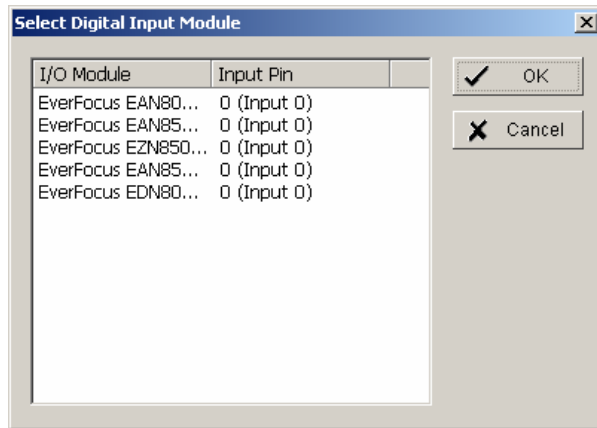 Select Digital Input Module
I/O Module Input Pin
EverFocus EAN80... 0 (Input 0)
EverFocus EAN85... 0 (Input 0)
EverFocus EZN850... 0 (Input 0)
EverFocus EAN85... 0 (Input 0)
EverFocus EDN80... 0 (Input 0)
OK
Cancel